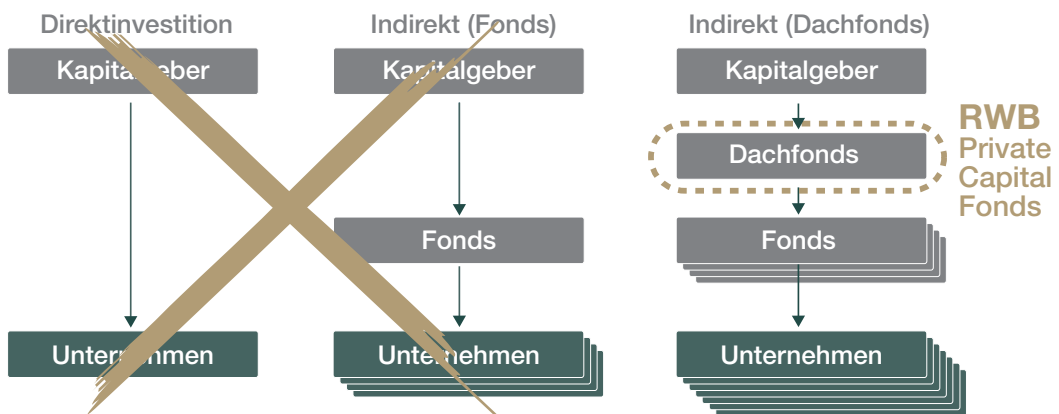 Direktinvestition
Kapitalgeber
Unternehmen
Indirekt (Fonds)
Kapitalgeber
Fonds
Unternehmen
Indirekt (Dachfonds)
Kapitalgeber
Dachfonds
Fonds
Unternehmen
RWB
Private
Capital
Fonds